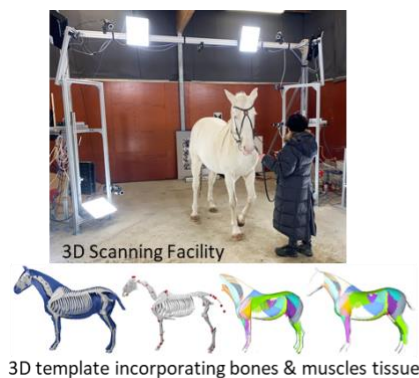 3D Scanning Facility
3D template incorporating bones & muscles tissue